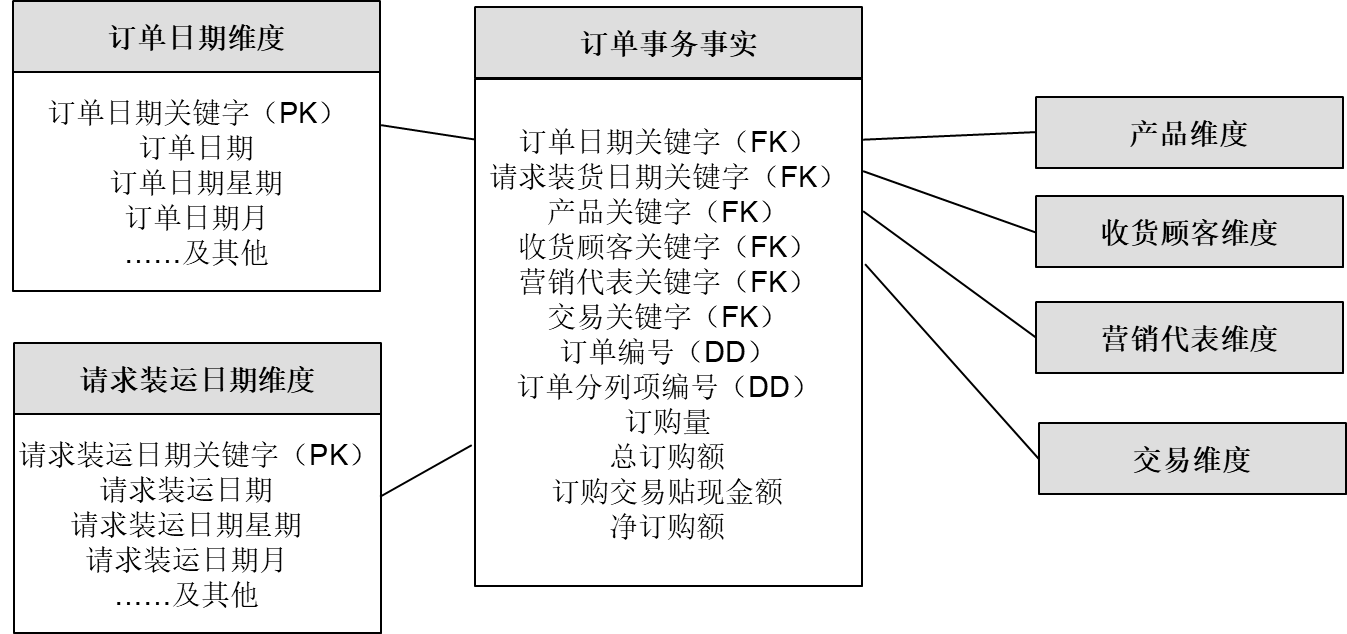 订单日期维度
订单日期关键字（PK）
订单日期
订单日期星期
订单日期月
……及其他
请求装运日期维度
请求装运日期关键字（PK）
请求装运日期
请求装运日期星期
请求装运日期月
……及其他
订单事务事实
订单日期关键字（FK）
请求装货日期关键字（FK）
产品关键字（FK）
收货顾客关键字（FK）
营销代表关键字（FK）
交易关键字（FK）
订单编号（DD）
订单分列项编号（DD）
订购量
总订购额
订购交易贴现金额
净订购额
产品维度
收货顾客维度
营销代表维度
交易维度